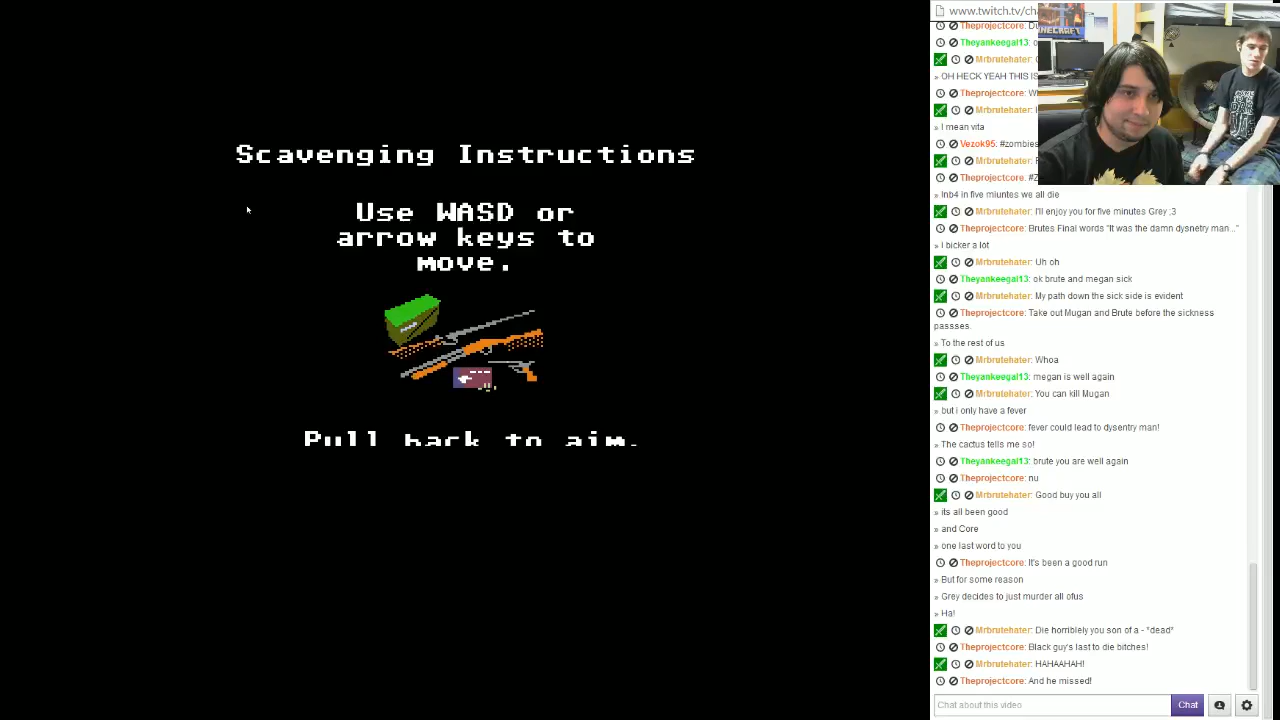 Scavenging Instructions
Use WASD or
arrow keys to
move.
Pull back to aim.
www.twitch.tv/ch
Theprojectcore:
Theyankeegal13:
Mrbrutehater:
» OH HECK YEAH THIS IS
Theprojectcore:
Mrbrutehater:
» I mean vita
Vezok95: #zombies
Mrbrutehater:
Theprojectcore:
» Inb4 in five miuntes we all die
Mrbrutehater: I'll enjoy you for five minutes Grey ;3
Theprojectcore: Brutes Final words "It was the damn dysnetry man..."
» i bicker a lot
Mrbrutehater: Uh oh
Theyankeegal13: ok brute and megan sick
Mrbrutehater: My path down the sick side is evident
Theprojectcore: Take out Mugan and Brute before the sickness
passses.
» To the rest of us
Mrbrutehater: Whoa
Theyankeegal13: megan is well again
Mrbrutehater: You can kill Mugan
» but i only have a fever
Theprojectcore: fever could lead to dysentry man!
» The cactus tells me so!
Theyankeegal13: brute you are well again
Theprojectcore: nu
Mrbrutehater: Good buy you all
» its all been good
» and Core
» one last word to you
Theprojectcore: It's been a good run
» But for some reason
» Grey decides to just murder all ofus
» Ha!
Mrbrutehater: Die horriblely you son of a - *dead*
Theprojectcore: Black guy's last to die bitches!
Mrbrutehater: HAHAAHAH!
Theprojectcore: And he missed!
Chat about this video
Chat